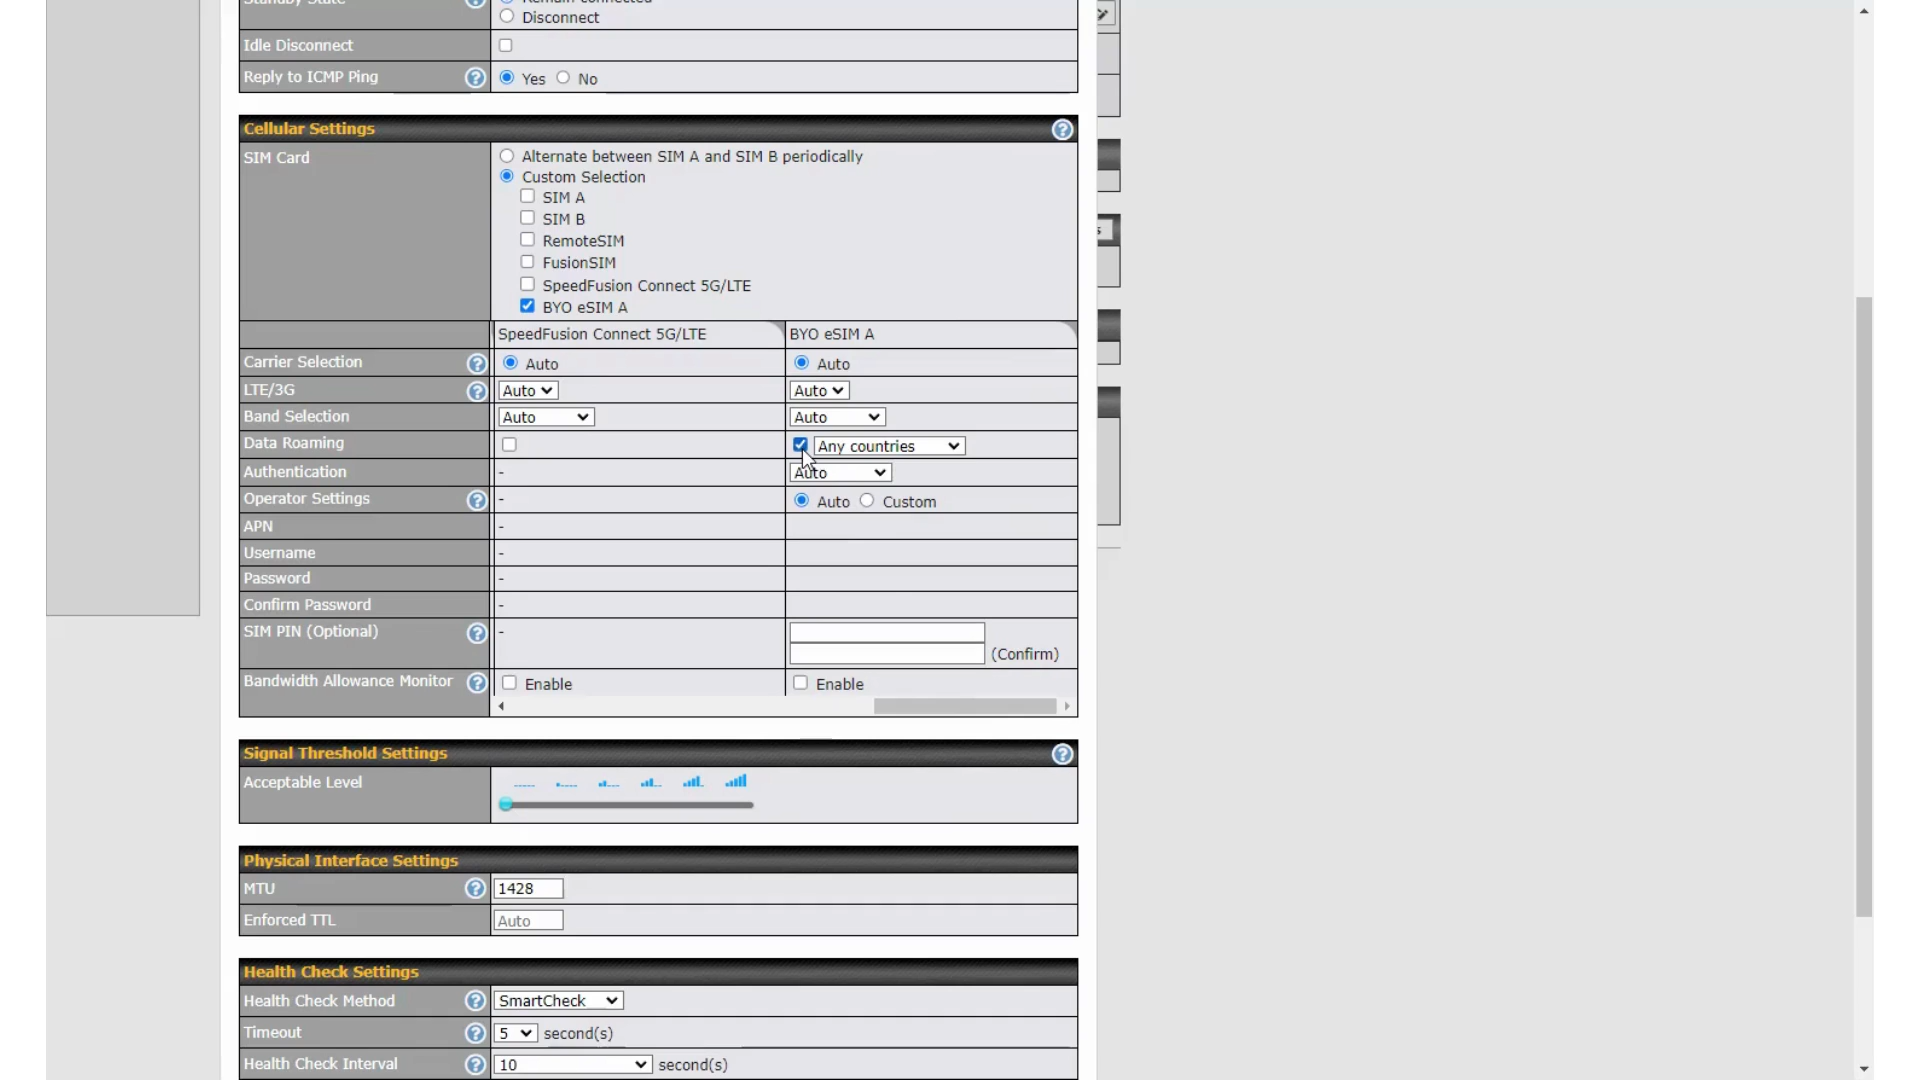 Standby State
Remain connected
Disconnect
Idle Disconnect
Reply to ICMP Ping
Yes No
Cellular Settings
SIM Card
Alternate between SIM A and SIM B periodically
Custom Selection
SIM A
SIM B
RemoteSIM
FusionSIM
SpeedFusion Connect 5G/LTE
BYO eSIM A
SpeedFusion Connect 5G/LTE BYO eSIM A
Carrier Selection Auto Auto
LTE/3G Auto Auto
Band Selection Auto Auto
Data Roaming Any countries
Authentication - Auto
Operator Settings - Auto Custom
APN -
Username -
Password -
Confirm Password -
SIM PIN (Optional) -
(Confirm)
Bandwidth Allowance Monitor Enable Enable
Signal Threshold Settings
Acceptable Level
Physical Interface Settings
MTU 1428
Enforced TTL Auto
Health Check Settings
Health Check Method SmartCheck
Timeout 5 second(s)
Health Check Interval 10 second(s)